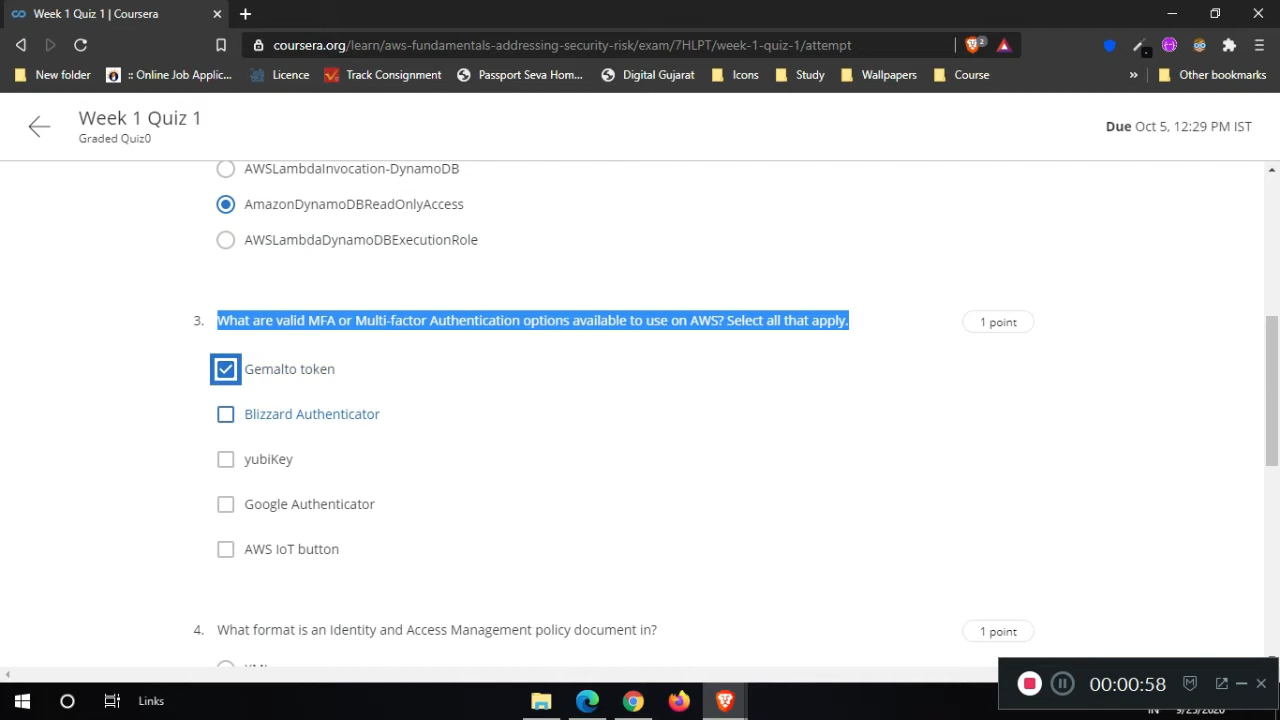 Week 1 Quiz 1 | Coursera
coursera.org/learn/aws-fundamentals-addressing-security-risk/exam/7HLPT/week-1-quiz-1/attempt
2
New folder :: Online Job Applic... Licence Track Consignment Passport Seva Hom... Digital Gujarat Icons Study Wallpapers Course » Other bookmarks
Week 1 Quiz 1
Graded Quiz0
Due Oct 5, 12:29 PM IST
AWSLambdaInvocation-DynamoDB
AmazonDynamoDBReadOnlyAccess
AWSLambdaDynamoDBExecutionRole
3. What are valid MFA or Multi-factor Authentication options available to use on AWS? Select all that apply. 1 point
Gemalto token
Blizzard Authenticator
yubiKey
Google Authenticator
AWS IoT button
4. What format is an Identity and Access Management policy document in? 1 point
00:00:58
Links